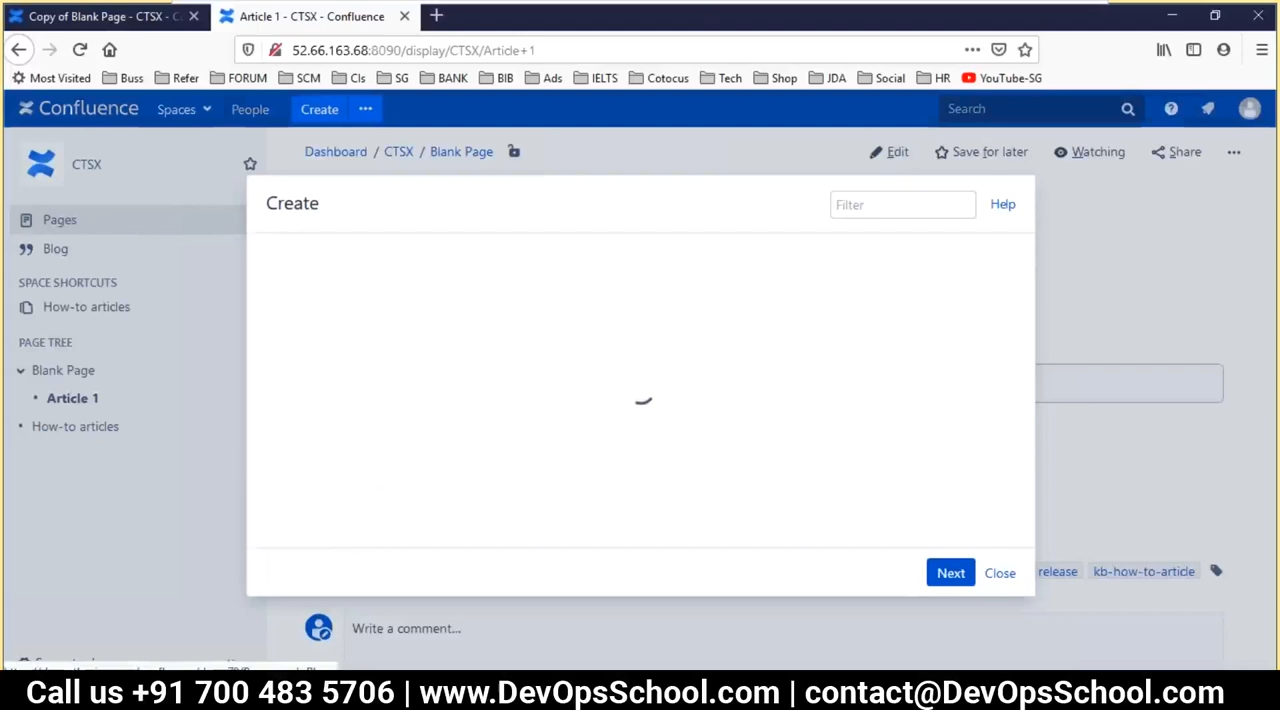 Copy of Blank Page - CTSX - C
Article 1 - CTSX - Confluence
52.66.163.68:8090/display/CTSX/Article+1
Most Visited Buss Refer FORUM SCM CIs SG BANK BIB Ads IELTS Cotocus Tech Shop JDA Social HR YouTube-SG
Confluence Spaces People Create Search
CTSX
Dashboard / CTSX / Blank Page
Edit Save for later Watching Share
Create
Filter
Help
Pages
Blog
SPACE SHORTCUTS
How-to articles
PAGE TREE
Blank Page
Article 1
How-to articles
Next
Close
release kb-how-to-article
Write a comment...
Call us +91 700 483 5706 | www.DevOpsSchool.com | contact@DevOpsSchool.com